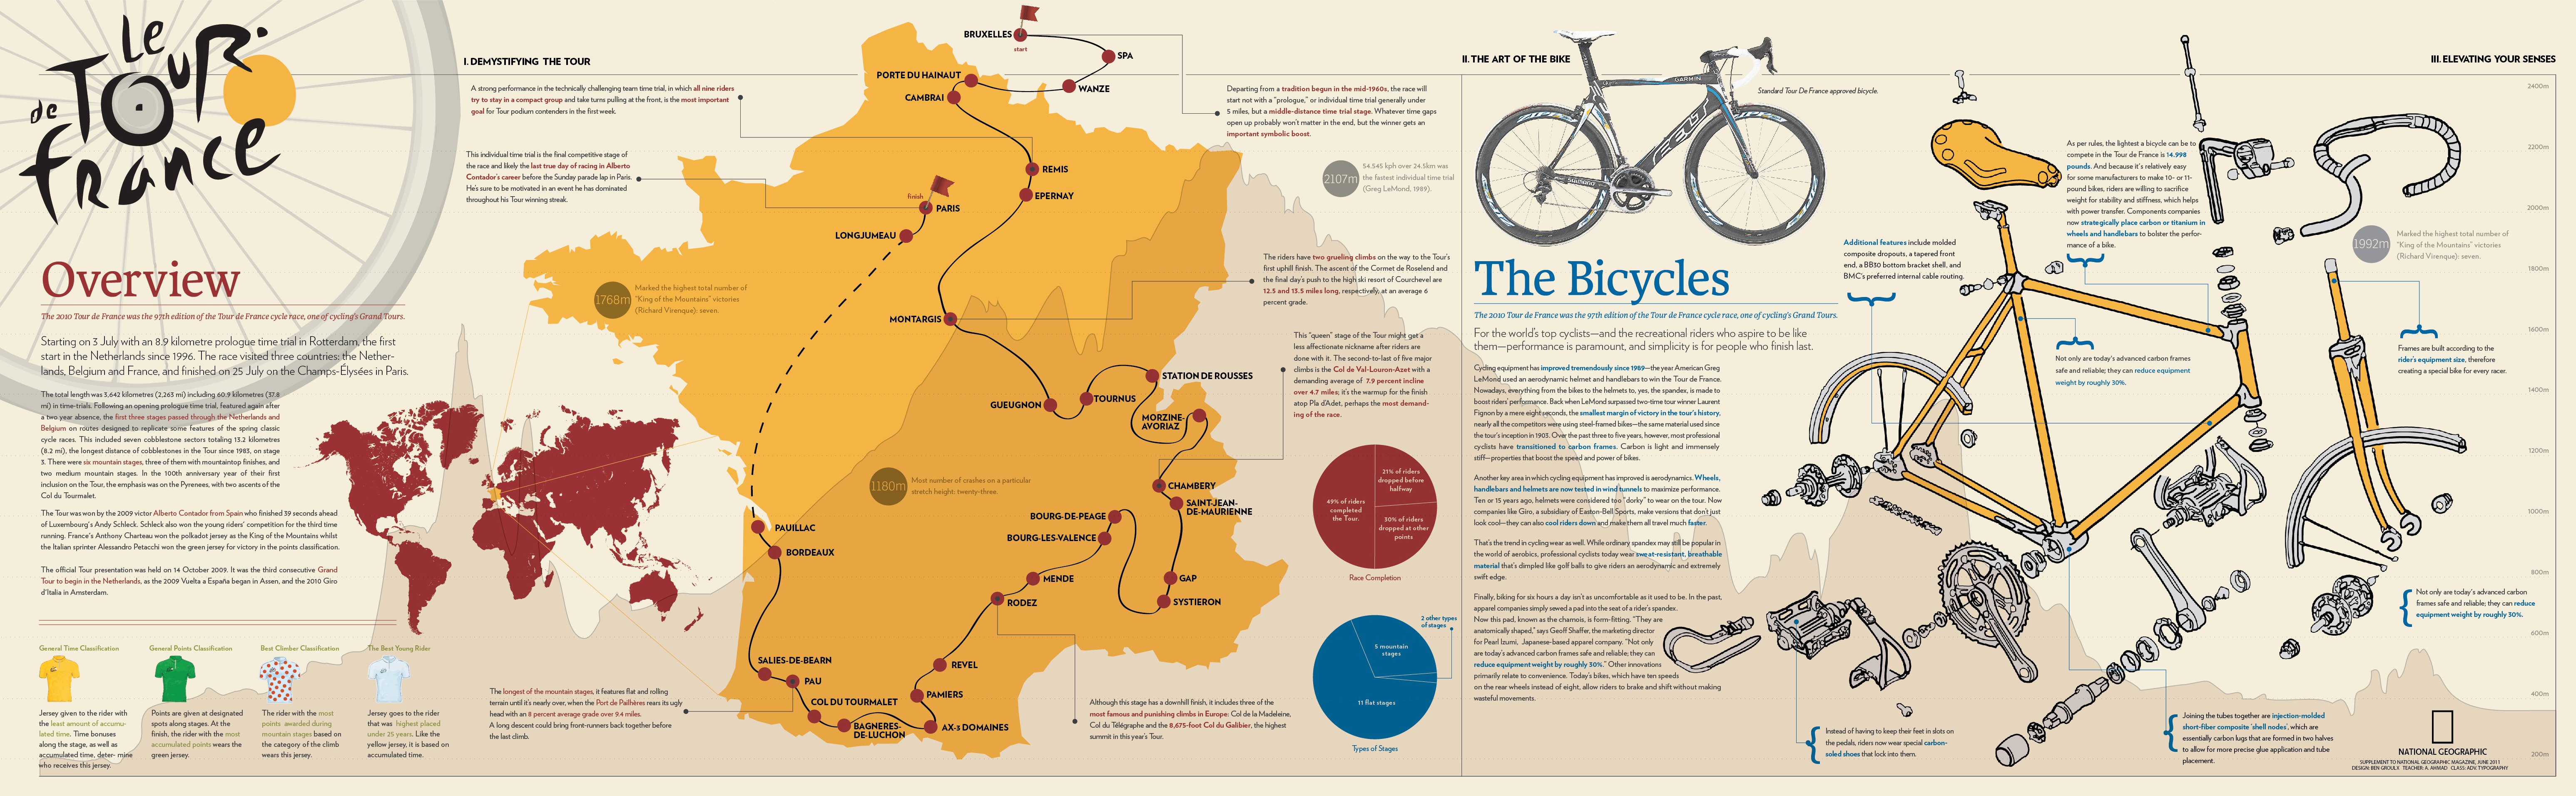 Le
Tour
de
france
Overview
The 2010 Tour de France was the 97th edition of the Tour de France cycle race, one of cycling's Grand Tours.
Starting on 3 July with an 8.9 kilometre prologue time trial in Rotterdam, the first
start in the Netherlands since 1996. The race visited three countries: the Nether-
lands, Belgium and France, and finished on 25 July on the Champs-Élysées in Paris.
The total length was 3,642 kilometres (2,263 mi) including 60.9 kilometres (37.8
mi) in time-trials. Following an opening prologue time trial, featured again after
a two year absence, the first three stages passed through the Netherlands and
Belgium on routes designed to replicate some features of the spring classic
cycle races. This included seven cobblestone sectors totaling 13.2 kilometres
(8.2 mi), the longest distance of cobblestones in the Tour since 1983, on stage
3. There were six mountain stages, three of them with mountaintop finishes, and
two medium mountain stages. In the 100th anniversary year of their first
inclusion on the Tour, the emphasis was on the Pyrenees, with two ascents of the
Col du Tourmalet.
The Tour was won by the 2009 victor Alberto Contador from Spain who finished 39 seconds ahead
of Luxembourg's Andy Schleck. Schleck also won the young riders' competition for the third time
running. France's Anthony Charteau won the polkadot jersey as the King of the Mountains whilst
the Italian sprinter Alessandro Petacchi won the green jersey for victory in the points classification.
The official Tour presentation was held on 14 October 2009. It was the third consecutive Grand
Tour to begin in the Netherlands, as the 2009 Vuelta a España began in Assen, and the 2010 Giro
d'Italia in Amsterdam.
General Time Classification
Jersey given to the rider with
the least amount of accumu-
lated time. Time bonuses
along the stage, as well as
accumulated time, deter- mine
who receives this jersey.
General Points Classification
Points are given at designated
spots along stages. At the
finish, the rider with the most
accumulated points wears the
green jersey.
Best Climber Classification
The rider with the most
points awarded during
mountain stages based on
the category of the climb
wears this jersey.
The Best Young Rider
Jersey goes to the rider
that was highest placed
under 25 years. Like the
yellow jersey, it is based on
accumulated time.
I. DEMYSTIFYING THE TOUR
A strong performance in the technically challenging team time trial, in which all nine riders
try to stay in a compact group and take turns pulling at the front, is the most important
goal for Tour podium contenders in the first week.
This individual time trial is the final competitive stage of
the race and likely the last true day of racing in Alberto
Contador's career before the Sunday parade lap in Paris.
He's sure to be motivated in an event he has dominated
throughout his Tour winning streak.
1768m
Marked the highest total number of
"King of the Mountains" victories
(Richard Virenque): seven.
1180m
Most number of crashes on a particular
stretch height: twenty-three.
BRUXELLES
start
SPA
WANZE
PORTE DU HAINAUT
CAMBRAI
REMIS
EPERNAY
finish
PARIS
LONGJUMEAU
MONTARGIS
STATION DE ROUSSES
GUEUGNON
TOURNUS
MORZINE-
AVORIAZ
CHAMBERY
SAINT-JEAN-
DE-MAURIENNE
BOURG-DE-PEAGE
BOURG-LES-VALENCE
MENDE
GAP
RODEZ
SYSTIERON
PAUILLAC
BORDEAUX
SALIES-DE-BEARN
PAU
REVEL
PAMIERS
COL DU TOURMALET
BAGNERES-
DE-LUCHON
AX-3 DOMAINES
The longest of the mountain stages, it features flat and rolling
terrain until it's nearly over, when the Port de Pailhères rears its ugly
head with an 8 percent average grade over 9.4 miles.
A long descent could bring front-runners back together before
the last climb.
Although this stage has a downhill finish, it includes three of the
most famous and punishing climbs in Europe: Col de la Madeleine,
Col du Télégraphe and the 8,675-foot Col du Galibier, the highest
summit in this year's Tour.
Departing from a tradition begun in the mid-1960s, the race will
start not with a "prologue," or individual time trial generally under
5 miles, but a middle-distance time trial stage. Whatever time gaps
open up probably won't matter in the end, but the winner gets an
important symbolic boost.
2107m
54.545 kph over 24.5km was
the fastest individual time trial
(Greg LeMond, 1989).
The riders have two grueling climbs on the way to the Tour's
first uphill finish. The ascent of the Cormet de Roselend and
the final day's push to the high ski resort of Courchevel are
12.5 and 13.5 miles long, respectively, at an average 6
percent grade.
This "queen" stage of the Tour might get a
less affectionate nickname after riders are
done with it. The second-to-last of five major
climbs is the Col de Val-Louron-Azet with a
demanding average of 7.9 percent incline
over 4.7 miles; it's the warmup for the finish
atop Pla d'Adet, perhaps the most demand-
ing of the race.
21% of riders
dropped before
halfway
49% of riders
completed
the Tour.
30% of riders
dropped at other
points
Race Completion
2 other types
of stages
5 mountain
stages
11 flat stages
Types of Stages
II. THE ART OF THE BIKE
GARMIN
FELT
SHIMANO
Standard Tour De France approved bicycle.
The Bicycles
The 2010 Tour de France was the 97th edition of the Tour de France cycle race, one of cycling's Grand Tours.
For the world's top cyclists—and the recreational riders who aspire to be like
them—performance is paramount, and simplicity is for people who finish last.
Cycling equipment has improved tremendously since 1989—the year American Greg
LeMond used an aerodynamic helmet and handlebars to win the Tour de France.
Nowadays, everything from the bikes to the helmets to, yes, the spandex, is made to
boost riders' performance. Back when LeMond surpassed two-time tour winner Laurent
Fignon by a mere eight seconds, the smallest margin of victory in the tour's history,
nearly all the competitors were using steel-framed bikes—the same material used since
the tour's inception in 1903. Over the past three to five years, however, most professional
cyclists have transitioned to carbon frames. Carbon is light and immensely
stiff—properties that boost the speed and power of bikes.
Another key area in which cycling equipment has improved is aerodynamics. Wheels,
handlebars and helmets are now tested in wind tunnels to maximize performance.
Ten or 15 years ago, helmets were considered too "dorky" to wear on the tour. Now
companies like Giro, a subsidiary of Easton-Bell Sports, make versions that don't just
look cool—they can also cool riders down and make them all travel much faster.
That's the trend in cycling wear as well. While ordinary spandex may still be popular in
the world of aerobics, professional cyclists today wear sweat-resistant, breathable
material that's dimpled like golf balls to give riders an aerodynamic and extremely
swift edge.
Finally, biking for six hours a day isn't as uncomfortable as it used to be. In the past,
apparel companies simply sewed a pad into the seat of a rider's spandex.
Now this pad, known as the chamois, is form-fitting. "They are
anatomically shaped," says Geoff Shaffer, the marketing director
for Pearl Izumi, Japanese-based apparel company. "Not only
are today's advanced carbon frames safe and reliable; they can
reduce equipment weight by roughly 30%." Other innovations
primarily relate to convenience. Today's bikes, which have ten speeds
on the rear wheels instead of eight, allow riders to brake and shift without making
wasteful movements.
III. ELEVATING YOUR SENSES
As per rules, the lightest a bicycle can be to
compete in the Tour de France is 14.998
pounds. And because it's relatively easy
for some manufacturers to make 10- or 11-
pound bikes, riders are willing to sacrifice
weight for stability and stiffness, which helps
with power transfer. Components companies
now strategically place carbon or titanium in
wheels and handlebars to bolster the perfor-
mance of a bike.
Additional features include molded
composite dropouts, a tapered front
end, a BB30 bottom bracket shell, and
BMC's preferred internal cable routing.
Not only are today's advanced carbon frames
safe and reliable; they can reduce equipment
weight by roughly 30%.
1992m
Marked the highest total number of
"King of the Mountains" victories
(Richard Virenque): seven.
Frames are built according to the
rider's equipment size, therefore
creating a special bike for every racer.
Not only are today's advanced carbon
frames safe and reliable; they can reduce
equipment weight by roughly 30%.
Instead of having to keep their feet in slots on
the pedals, riders now wear special carbon-
soled shoes that lock into them.
Joining the tubes together are injection-molded
short-fiber composite 'shell nodes', which are
essentially carbon lugs that are formed in two halves
to allow for more precise glue application and tube
placement.
2400m
2200m
2000m
1800m
1600m
1400m
1200m
1000m
800m
600m
400m
200m
NATIONAL GEOGRAPHIC
SUPPLEMENT TO NATIONAL GEOGRAPHIC MAGAZINE, JUNE 2011
DESIGN: BEN GROULX TEACHER: A. AHMAD CLASS: ADV. TYPOGRAPHY